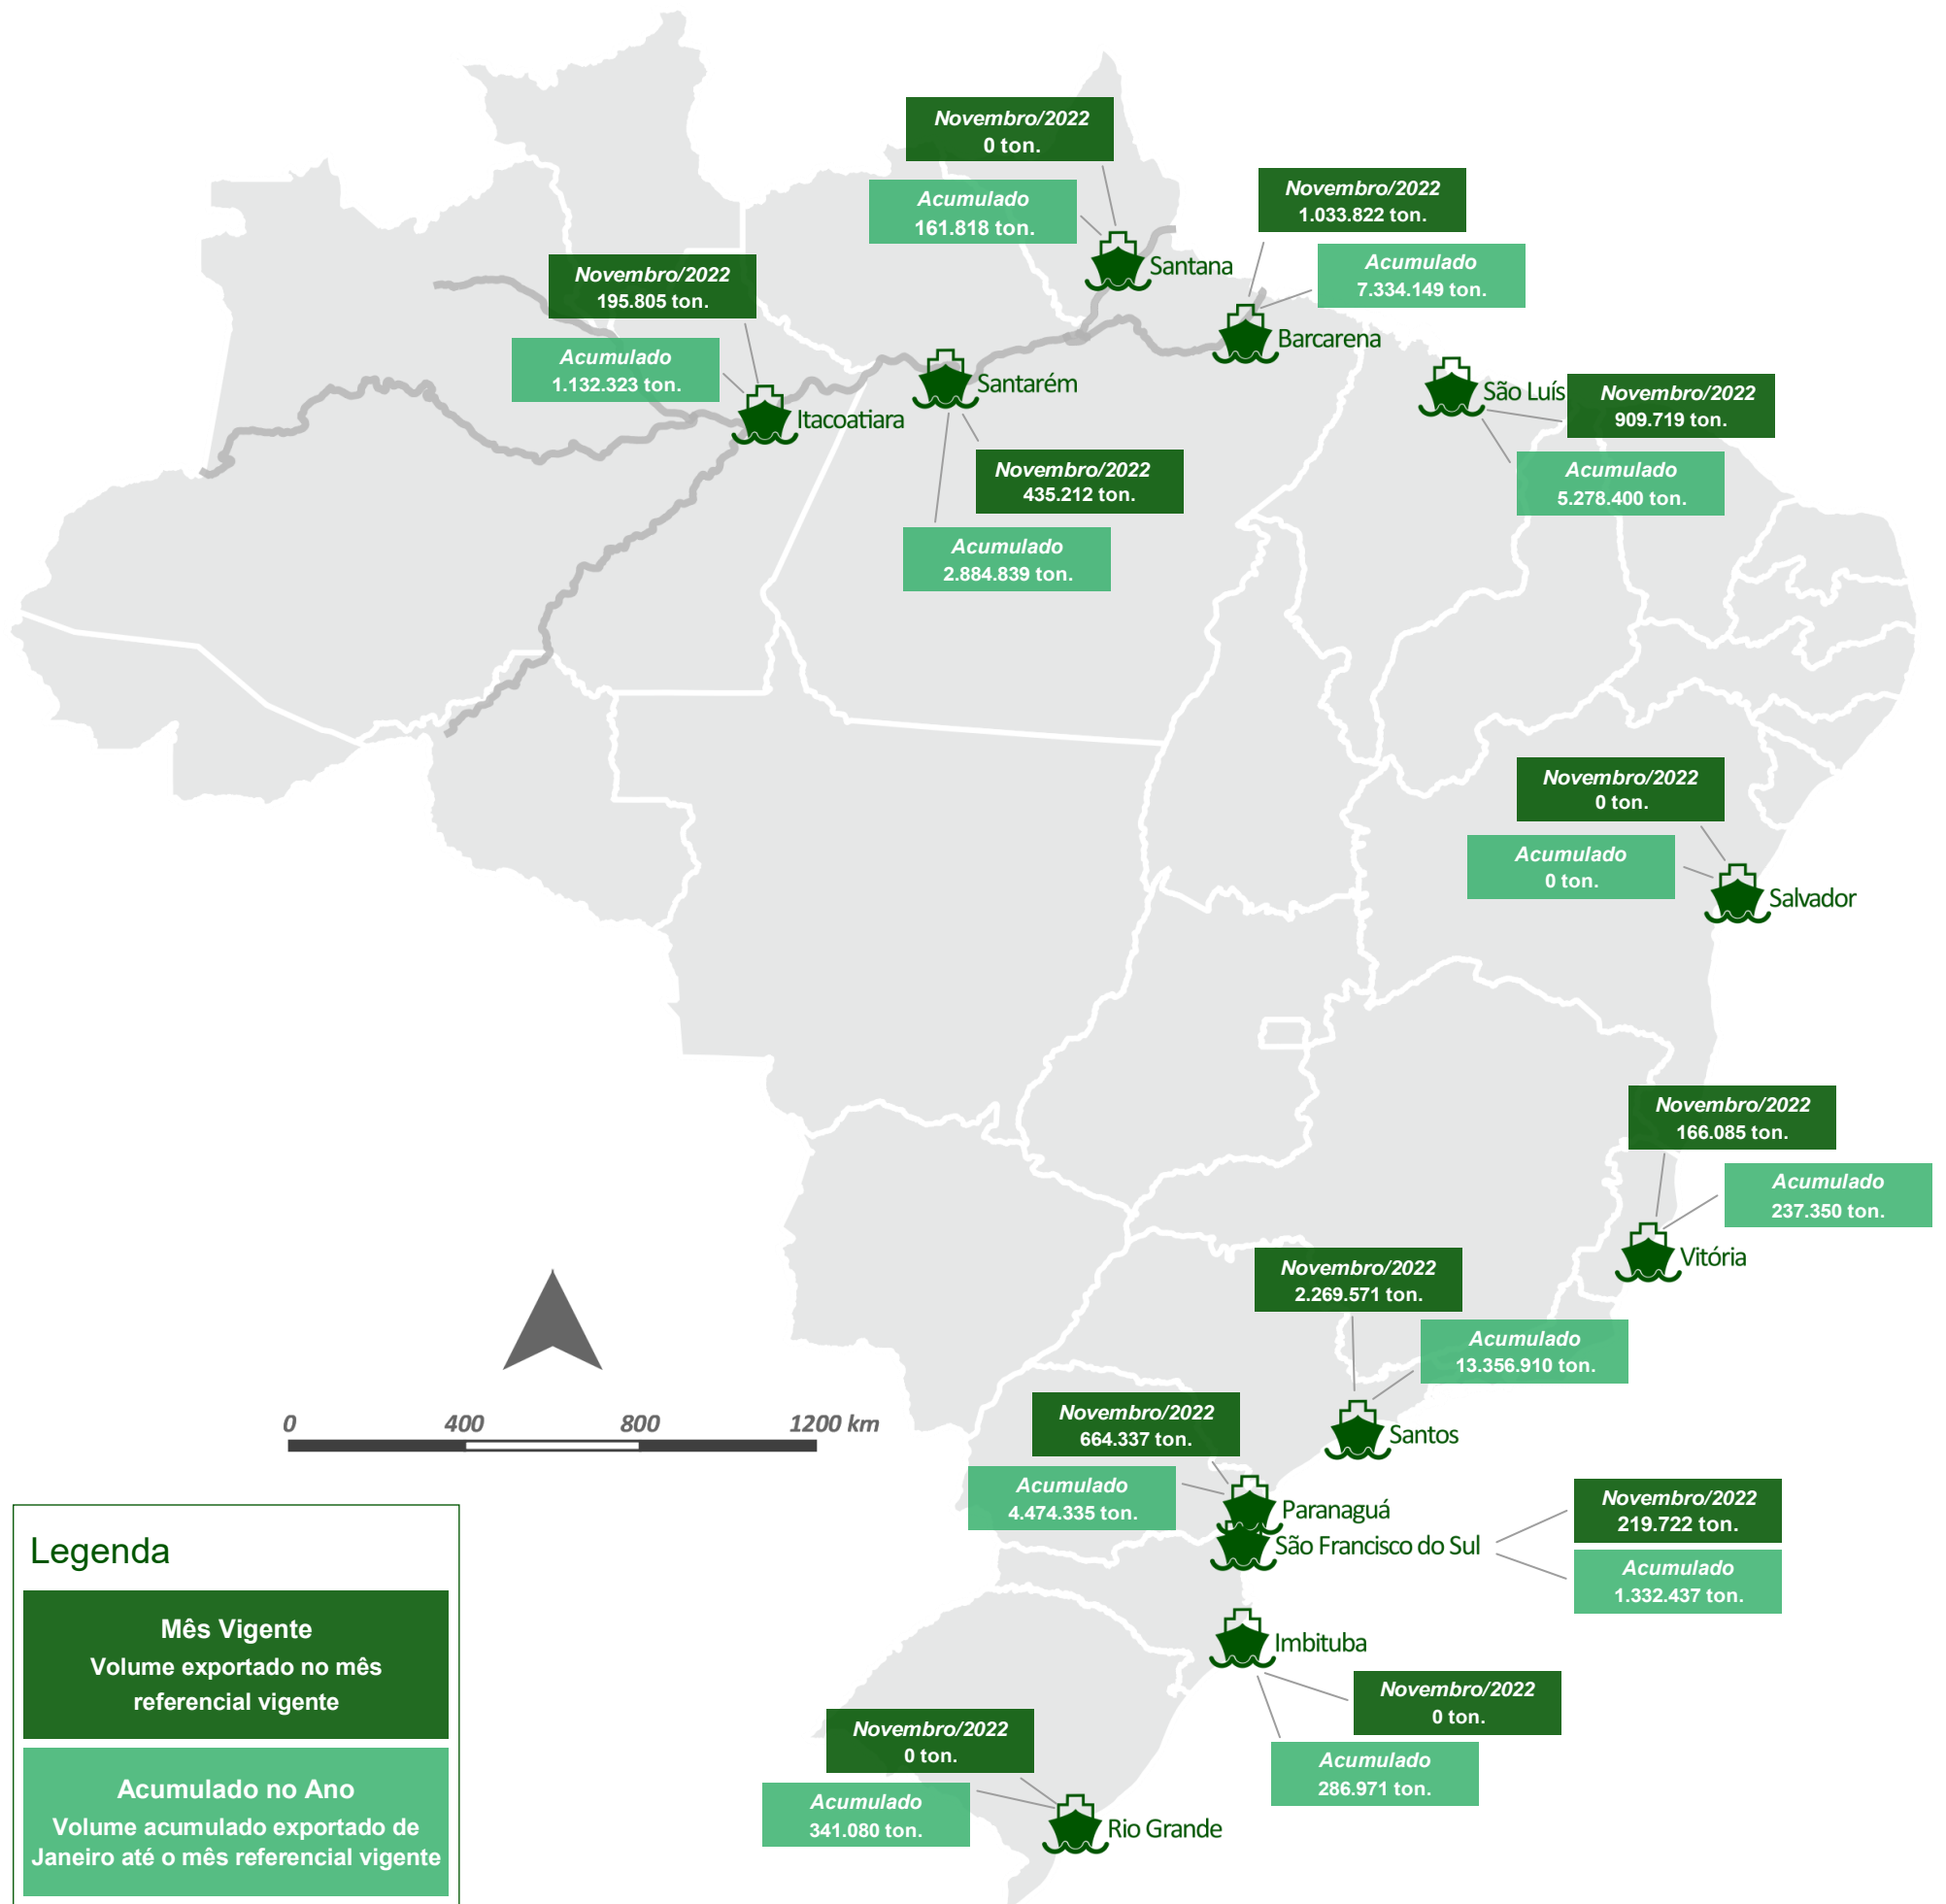 Novembro/2022
0 ton.
Acumulado
161.818 ton.
Santana
Novembro/2022
1.033.822 ton.
Acumulado
7.334.149 ton.
Barcarena
Novembro/2022
195.805 ton.
Acumulado
1.132.323 ton.
Itacoatiara
Santarém
Novembro/2022
435.212 ton.
Acumulado
2.884.839 ton.
São Luís
Novembro/2022
909.719 ton.
Acumulado
5.278.400 ton.
Novembro/2022
0 ton.
Acumulado
0 ton.
Salvador
Novembro/2022
166.085 ton.
Acumulado
237.350 ton.
Vitória
Novembro/2022
2.269.571 ton.
Acumulado
13.356.910 ton.
Santos
Novembro/2022
664.337 ton.
Acumulado
4.474.335 ton.
Paranaguá
São Francisco do Sul
Novembro/2022
219.722 ton.
Acumulado
1.332.437 ton.
Imbituba
Novembro/2022
0 ton.
Acumulado
286.971 ton.
Novembro/2022
0 ton.
Acumulado
341.080 ton.
Rio Grande
0 400 800 1200 km
Legenda
Mês Vigente
Volume exportado no mês
referencial vigente
Acumulado no Ano
Volume acumulado exportado de
Janeiro até o mês referencial vigente